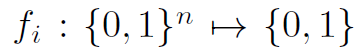 f_i : {0, 1}^n ↦ {0, 1}